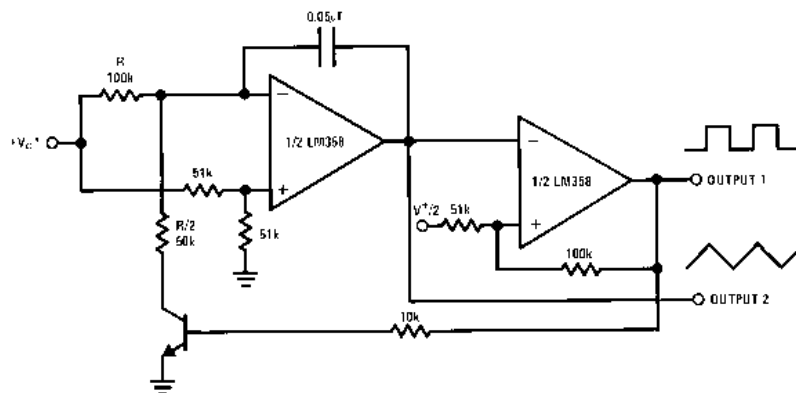 0.05µF
R
100k
1/2 LM358
+VC*
51k
51k
R/2
50k
1/2 LM358
V+/2
51k
100k
10k
OUTPUT 1
OUTPUT 2